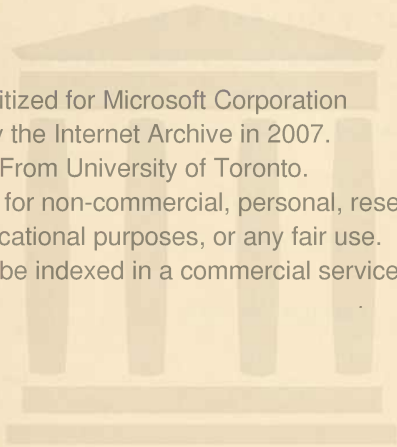 itized for Microsoft Corporation
y the Internet Archive in 2007.
From University of Toronto.
for non-commercial, personal, rese
cational purposes, or any fair use.
be indexed in a commercial service